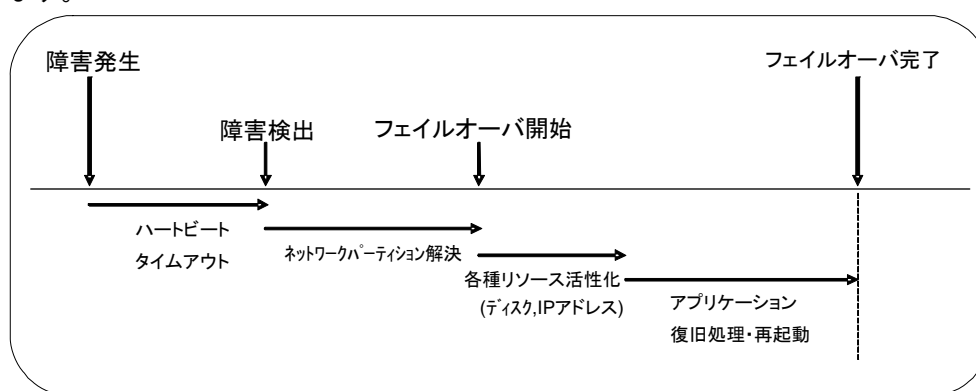 障害発生
フェイルオーバ完了
障害検出
フェイルオーバ開始
ハートビート
タイムアウト
ネットワークパーティション解決
各種リソース活性化
(ディスク,IPアドレス)
アプリケーション
復旧処理・再起動